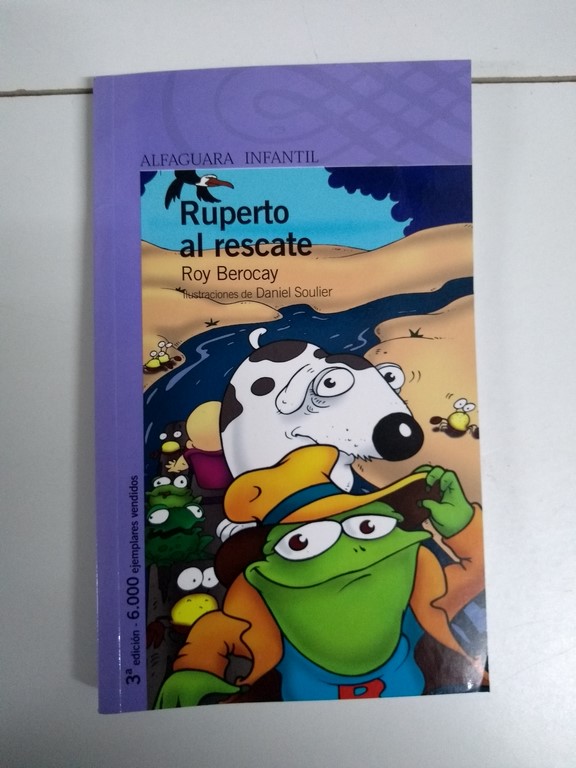 ALFAGUARA INFANTIL
Ruperto
al rescate
Roy Berocay
Ilustraciones de Daniel Soulier
3ª edición - 6.000 ejemplares vendidos
R